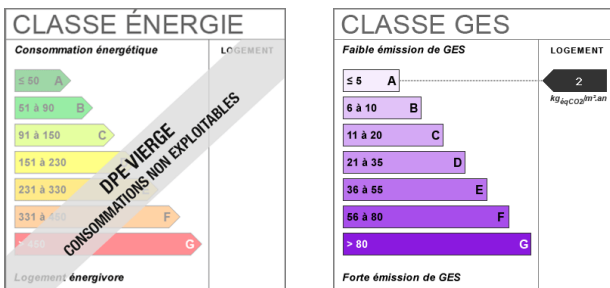 CLASSE ÉNERGIE
Consommation énergétique
LOGEMENT
≤ 50 A
51 à 90 B
91 à 150 C
151 à 230
231 à 330 E
331 à 450 F
> 450 G
Logement énergivore
DPE VIERGE
CONSOMMATIONS NON EXPLOITABLES
CLASSE GES
Faible émission de GES
LOGEMENT
≤ 5 A
2
kgéqCO2/m².an
6 à 10 B
11 à 20 C
21 à 35 D
36 à 55 E
56 à 80 F
> 80 G
Forte émission de GES